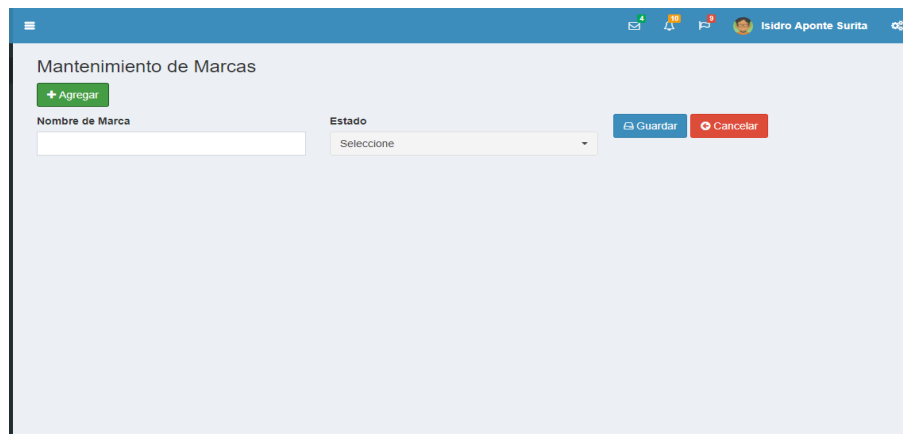 4 10 9 Isidro Aponte Surita
Mantenimiento de Marcas
Agregar
Nombre de Marca Estado Guardar Cancelar
Seleccione